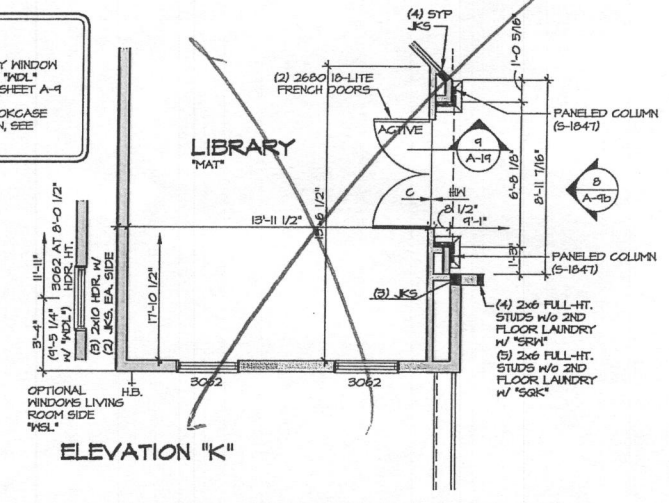 Y WINDOW
"WDL"
SHEET A-9
OKCASE
N, SEE
(4) SYP
JKS
(2) 2680 18-LITE
FRENCH DOORS
ACTIVE
LIBRARY
"MAT"
1'-0 5/16"
PANELED COLUMN
(S-1847)
9
A-19
8
A-9b
6'-8 1/8"
8'-11 7/16"
C
HW
8 1/2"
9'-1"
13'-11 1/2"
17'-10 1/2"
1'-3"
PANELED COLUMN
(S-1847)
(3) JKS
(4) 2x6 FULL-HT.
STUDS w/o 2ND
FLOOR LAUNDRY
w/ "SRW"
(5) 2x6 FULL-HT.
STUDS w/o 2ND
FLOOR LAUNDRY
w/ "SQK"
11'-11"
3'-4"
(9'-5 1/4"
w/ "WDL")
3062 AT 8'-0 1/2"
HDR. HT.
(3) 2x10 HDR. w/
(2) JKS, EA. SIDE
3062
3062
H.B.
OPTIONAL
WINDOWS LIVING
ROOM SIDE
"WSL"
ELEVATION "K"